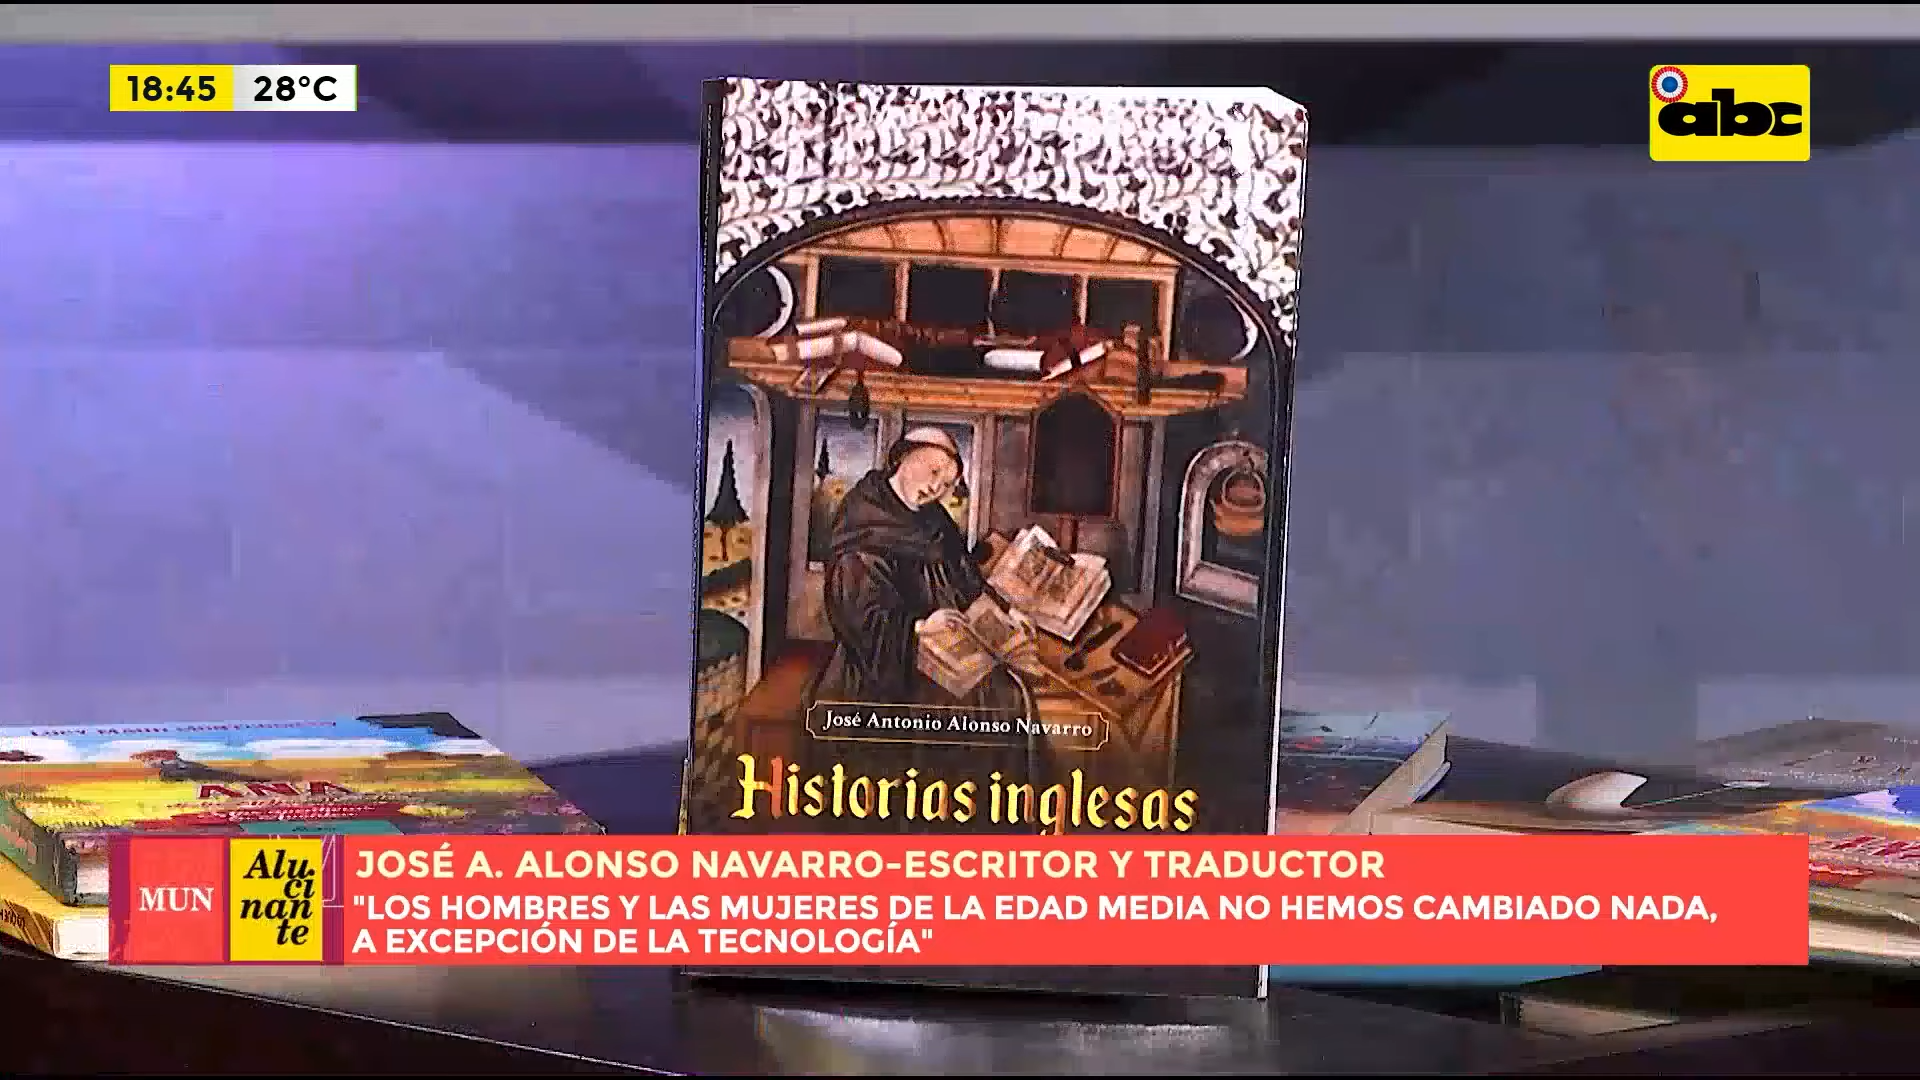 18:45 28°C
abc
José Antonio Alonso Navarro
Historias inglesas
ANA
MUN
Alu.
ci
nan
te
JOSÉ A. ALONSO NAVARRO-ESCRITOR Y TRADUCTOR
"LOS HOMBRES Y LAS MUJERES DE LA EDAD MEDIA NO HEMOS CAMBIADO NADA,
A EXCEPCIÓN DE LA TECNOLOGÍA"